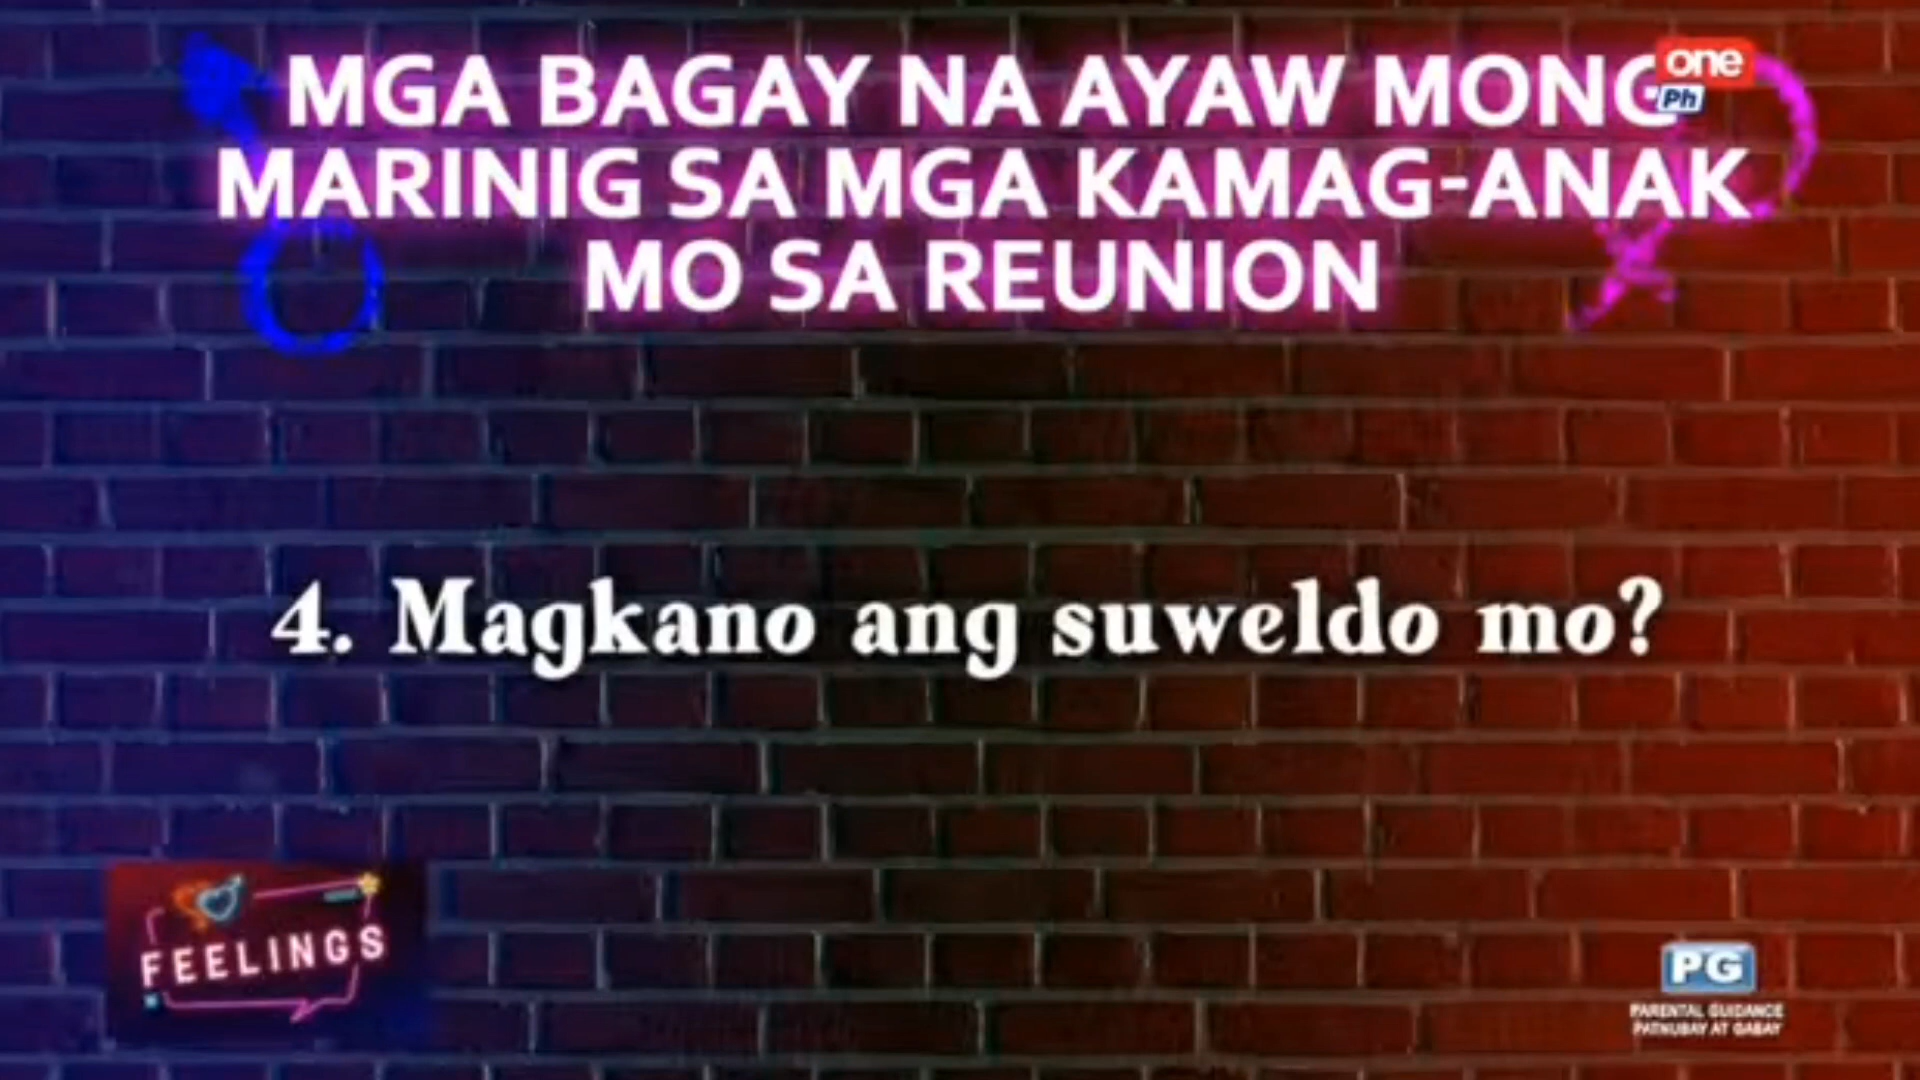 MGA BAGAY NA AYAW MONG
MARINIG SA MGA KAMAG-ANAK
MO SA REUNION
one
Ph
4. Magkano ang suweldo mo?
FEELINGS
PG
PARENTAL GUIDANCE
PATNUBAY AT GABAY